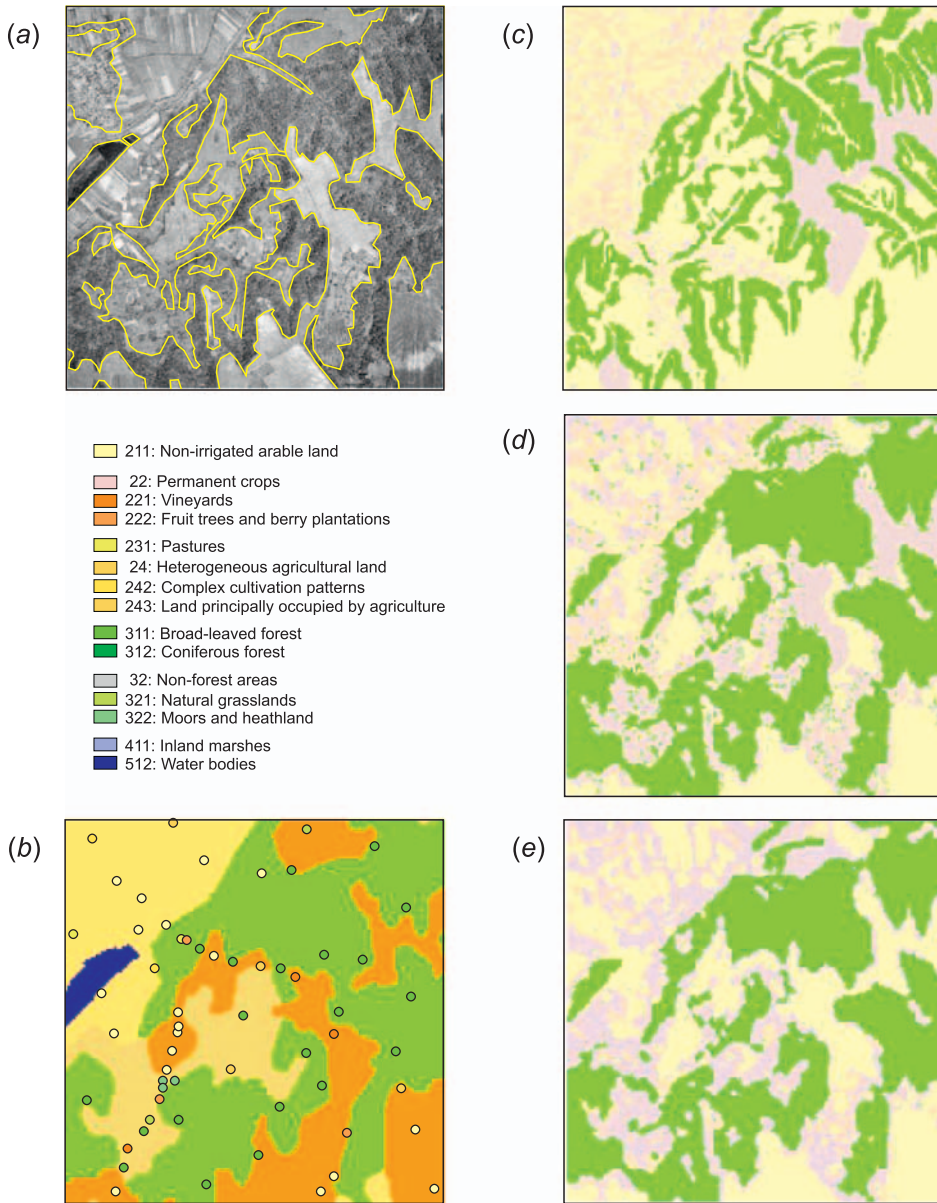 (a)
(c)
(d)
211: Non-irrigated arable land
22: Permanent crops
221: Vineyards
222: Fruit trees and berry plantations
231: Pastures
24: Heterogeneous agricultural land
242: Complex cultivation patterns
243: Land principally occupied by agriculture
311: Broad-leaved forest
312: Coniferous forest
32: Non-forest areas
321: Natural grasslands
322: Moors and heathland
411: Inland marshes
512: Water bodies
(b)
(e)